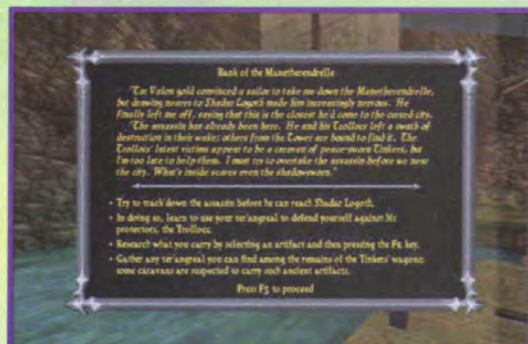 Bank of the Manetherendrelle
"Tar Valon gold convinced a sailor to take me down the Manetherendrelle,
but drawing nearer to Shadar Logoth made him increasingly nervous. He
finally left me off, saying that this is the closest he'd come to the cursed city.
"The assassin has already been here. He and his Trollocs left a swath of
destruction in their wake; others from the Tower are bound to find it. The
Trollocs' latest victims appear to be a caravan of peace-sworn Tinkers, but
I'm too late to help them. I must try to overtake the assassin before we near
the city. What's inside scares even the shadowsworn."
• Try to track down the assassin before he can reach Shadar Logoth.
• In doing so, learn to use your ter'angreal to defend yourself against his
protectors, the Trollocs.
• Research what you carry by selecting an artifact and then pressing the F2 key.
• Gather any ter'angreal you can find among the remains of the Tinkers' wagons;
some caravans are suspected to carry such ancient artifacts.
Press F3 to proceed